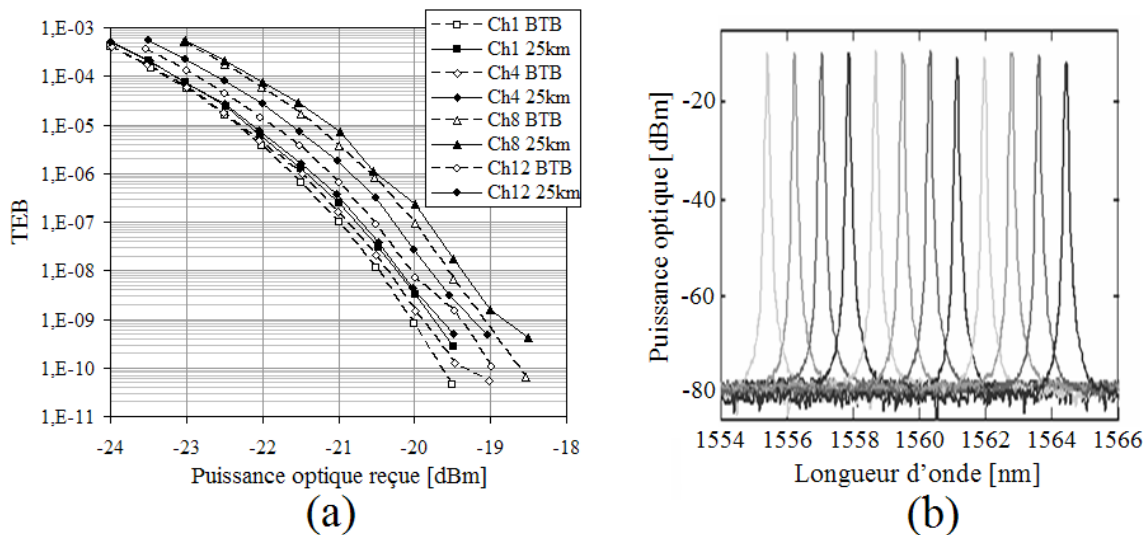 1,E-03
1,E-04
1,E-05
1,E-06
1,E-07
1,E-08
1,E-09
1,E-10
1,E-11
TEB
-24 -23 -22 -21 -20 -19 -18
Puissance optique reçue [dBm]
(a)
Ch1 BTB
Ch1 25km
Ch4 BTB
Ch4 25km
Ch8 BTB
Ch8 25km
Ch12 BTB
Ch12 25km
Puissance optique [dBm]
-20
-40
-60
-80
1554 1556 1558 1560 1562 1564 1566
Longueur d’onde [nm]
(b)